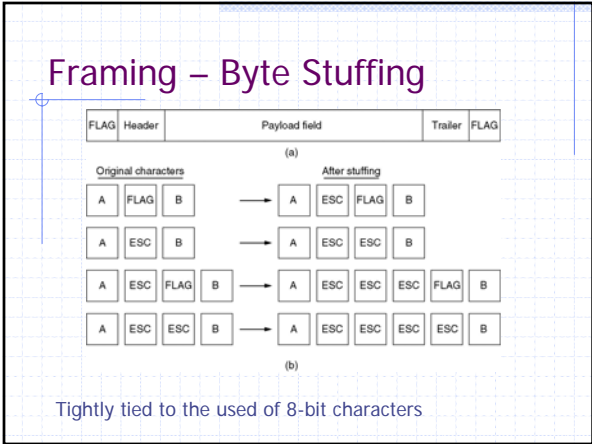 Framing – Byte Stuffing
FLAG Header Payload field Trailer FLAG
(a)
Original characters After stuffing
A FLAG B A ESC FLAG B
A ESC B A ESC ESC B
A ESC FLAG B A ESC ESC ESC FLAG B
A ESC ESC B A ESC ESC ESC ESC B
(b)
Tightly tied to the used of 8-bit characters